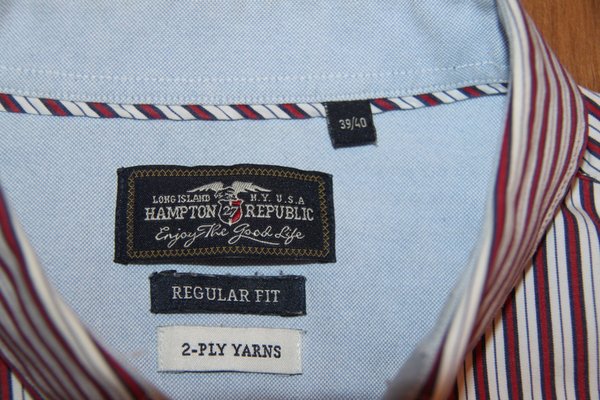 39/40
LONG ISLAND N.Y. U.S.A
HAMPTON 27 REPUBLIC
Enjoy The Good Life
REGULAR FIT
2-PLY YARNS